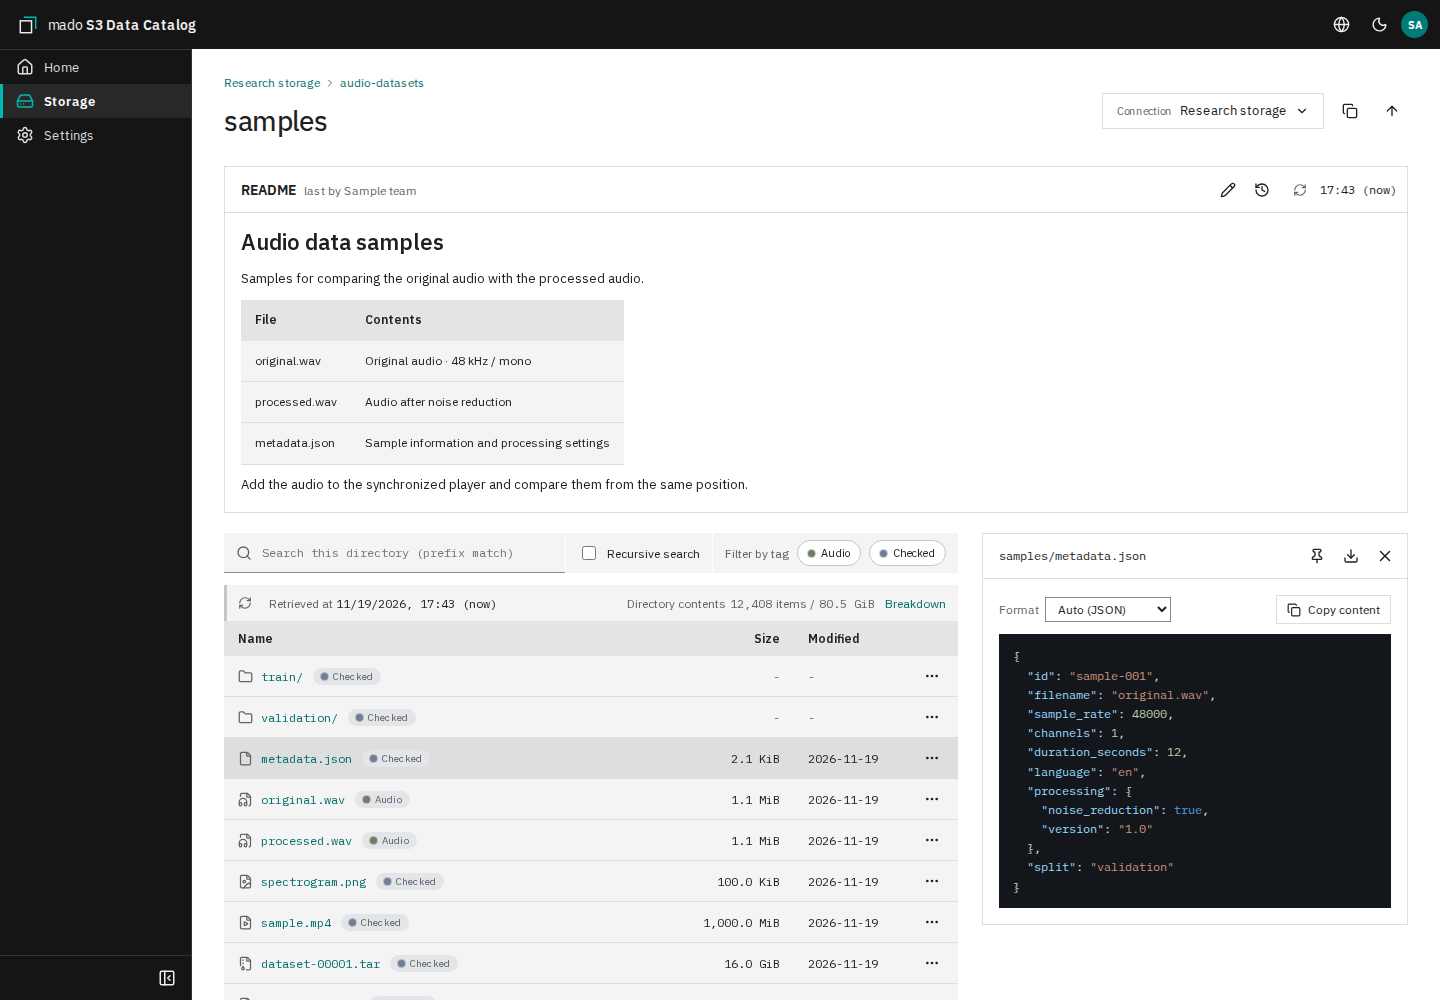 mado S3 Data Catalog
SA
Home
Storage
Settings
Research storage > audio-datasets
samples
Connection Research storage
README last by Sample team
17:43 (now)
Audio data samples
Samples for comparing the original audio with the processed audio.
File Contents
original.wav Original audio · 48 kHz / mono
processed.wav Audio after noise reduction
metadata.json Sample information and processing settings
Add the audio to the synchronized player and compare them from the same position.
Search this directory (prefix match)
Recursive search
Filter by tag Audio Checked
Retrieved at 11/19/2026, 17:43 (now)
Directory contents 12,408 items / 80.5 GiB Breakdown
Name Size Modified
train/ Checked - -
validation/ Checked - -
metadata.json Checked 2.1 KiB 2026-11-19
original.wav Audio 1.1 MiB 2026-11-19
processed.wav Audio 1.1 MiB 2026-11-19
spectrogram.png Checked 100.0 KiB 2026-11-19
sample.mp4 Checked 1,000.0 MiB 2026-11-19
dataset-00001.tar Checked 16.0 GiB 2026-11-19
samples/metadata.json
Format Auto (JSON) Copy content
{
"id": "sample-001",
"filename": "original.wav",
"sample_rate": 48000,
"channels": 1,
"duration_seconds": 12,
"language": "en",
"processing": {
"noise_reduction": true,
"version": "1.0"
},
"split": "validation"
}